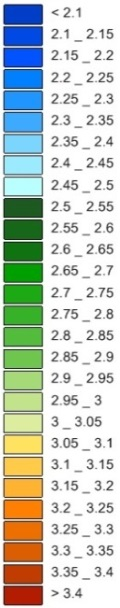 < 2.1
2.1 _ 2.15
2.15 _ 2.2
2.2 _ 2.25
2.25 _ 2.3
2.3 _ 2.35
2.35 _ 2.4
2.4 _ 2.45
2.45 _ 2.5
2.5 _ 2.55
2.55 _ 2.6
2.6 _ 2.65
2.65 _ 2.7
2.7 _ 2.75
2.75 _ 2.8
2.8 _ 2.85
2.85 _ 2.9
2.9 _ 2.95
2.95 _ 3
3 _ 3.05
3.05 _ 3.1
3.1 _ 3.15
3.15 _ 3.2
3.2 _ 3.25
3.25 _ 3.3
3.3 _ 3.35
3.35 _ 3.4
> 3.4